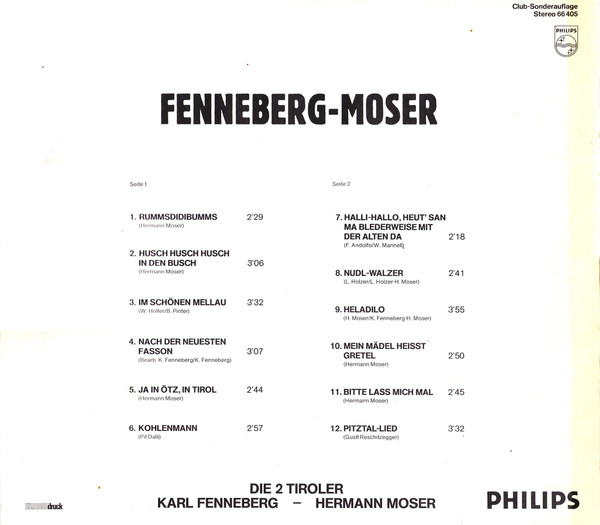 Club-Sonderauflage
Stereo 66 405
PHILIPS
FENNEBERG-MOSER
Seite 1
1. RUMMSDIDIBUMMS 2'29
(Hermann Moser)
2. HUSCH HUSCH HUSCH
IN DEN BUSCH 3'06
(Hermann Moser)
3. IM SCHÖNEN MELLAU 3'32
(W. Höfler/B. Pinter)
4. NACH DER NEUESTEN
FASSON 3'07
(Bearb. K. Fenneberg/K. Fenneberg)
5. JA IN ÖTZ, IN TIROL 2'44
(Hermann Moser)
6. KOHLENMANN 2'57
(Pit Dalli)
Seite 2
7. HALLI-HALLO, HEUT' SAN
MA BLEDERWEISE MIT
DER ALTEN DA 2'18
(F. Andolfo/W. Marinell)
8. NUDL-WALZER 2'41
(L. Holzer/L. Holzer-H. Moser)
9. HELADILO 3'55
(H. Moser/K. Fenneberg-H. Moser)
10. MEIN MÄDEL HEISST
GRETEL 2'50
(Hermann Moser)
11. BITTE LASS MICH MAL 2'45
(Hermann Moser)
12. PITZTAL-LIED 3'32
(Gustl Reschitzegger)
DIE 2 TIROLER
KARL FENNEBERG – HERMANN MOSER
druck
PHILIPS